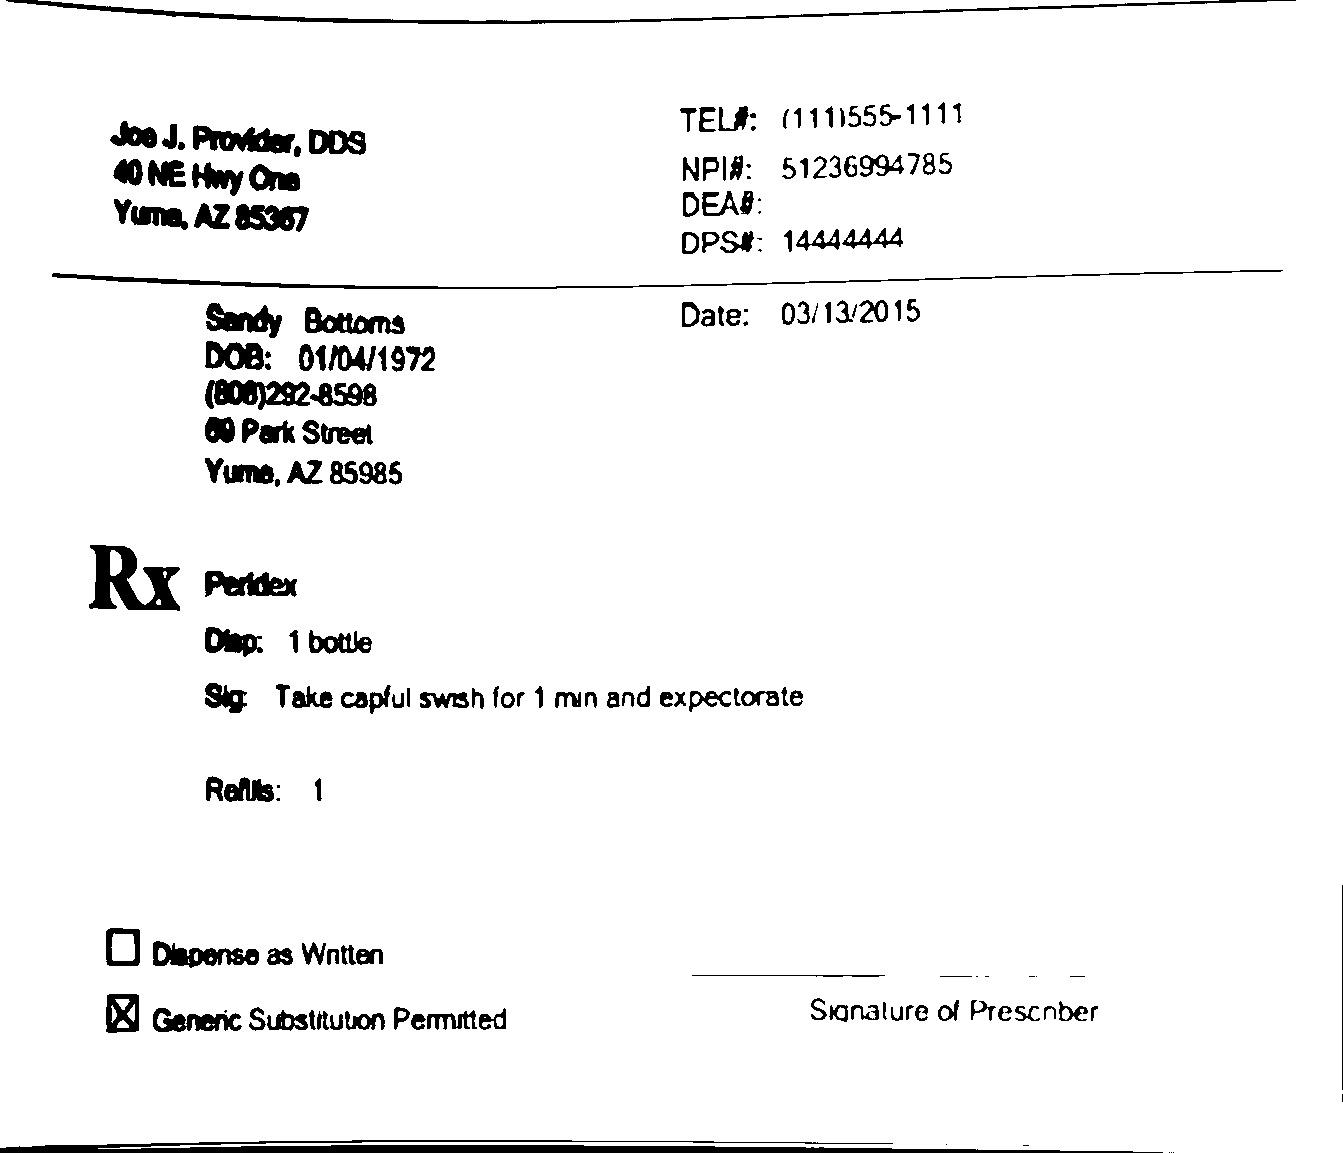 Joe J. Provider, DDS
40 NE Hwy One
Yuma, AZ 85367
TEL#: (111)555-1111
NPI#: 51236994785
DEA#:
DPS#: 14444444
Sandy Bottoms
DOB: 01/04/1972
(806)292-8598
Park Street
Yuma, AZ 85985
Date: 03/13/2015
Rx Peridex
Disp: 1 bottle
Sig: Take capful swish for 1 min and expectorate
Refills: 1
Dispense as Written
Generic Substitution Permitted
Signature of Prescriber